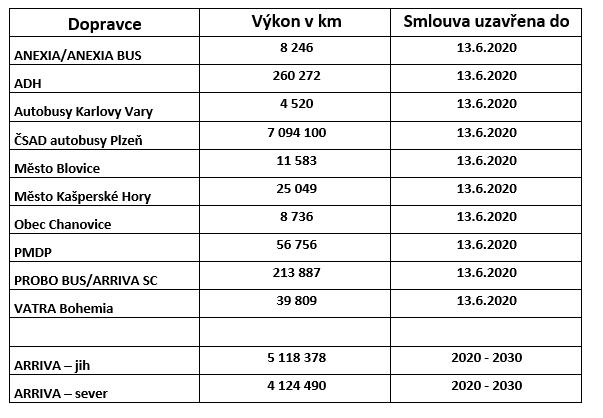 Dopravce Výkon v km Smlouva uzavřena do
ANEXIA/ANEXIA BUS 8 246 13.6.2020
ADH 260 272 13.6.2020
Autobusy Karlovy Vary 4 520 13.6.2020
ČSAD autobusy Plzeň 7 094 100 13.6.2020
Město Blovice 11 583 13.6.2020
Město Kašperské Hory 25 049 13.6.2020
Obec Chanovice 8 736 13.6.2020
PMDP 56 756 13.6.2020
PROBO BUS/ARRIVA SC 213 887 13.6.2020
VATRA Bohemia 39 809 13.6.2020
ARRIVA – jih 5 118 378 2020 - 2030
ARRIVA – sever 4 124 490 2020 - 2030